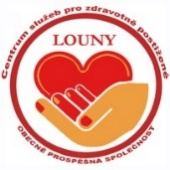 Centrum služeb pro zdravotně postižené
LOUNY
OBECNĚ PROSPĚŠNÁ SPOLEČNOST